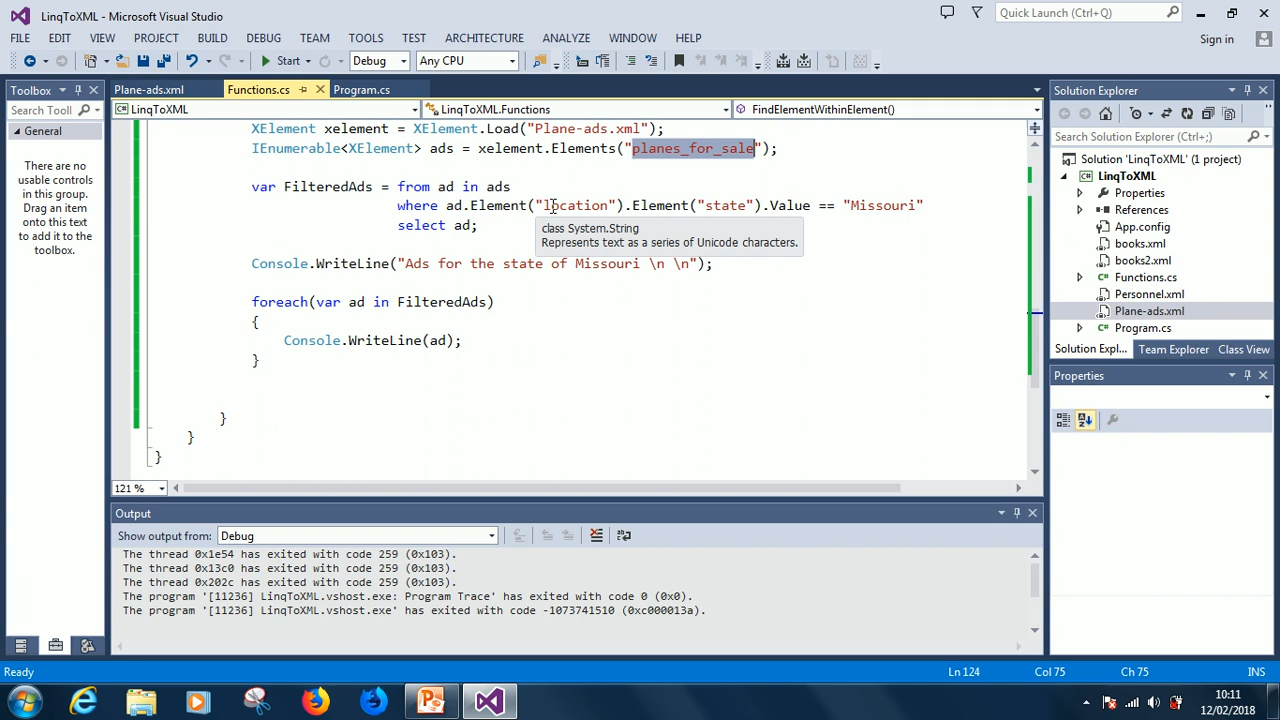 LinqToXML - Microsoft Visual Studio
Quick Launch (Ctrl+Q)
FILE EDIT VIEW PROJECT BUILD DEBUG TEAM TOOLS TEST ARCHITECTURE ANALYZE WINDOW HELP
Sign in
Start Debug Any CPU
Toolbox
Search Tooll
General
There are no
usable controls
in this group.
Drag an item
onto this text
to add it to the
toolbox.
Plane-ads.xml Functions.cs Program.cs
LinqToXML LinqToXML.Functions FindElementWithinElement()
XElement xelement = XElement.Load("Plane-ads.xml");
IEnumerable<XElement> ads = xelement.Elements("planes_for_sale");
var FilteredAds = from ad in ads
where ad.Element("location").Element("state").Value == "Missouri"
select ad;
class System.String
Represents text as a series of Unicode characters.
Console.WriteLine("Ads for the state of Missouri \n \n");
foreach(var ad in FilteredAds)
{
Console.WriteLine(ad);
}
}
}
}
121 %
Output
Show output from: Debug
The thread 0x1e54 has exited with code 259 (0x103).
The thread 0x13c0 has exited with code 259 (0x103).
The thread 0x202c has exited with code 259 (0x103).
The program '[11236] LinqToXML.vshost.exe: Program Trace' has exited with code 0 (0x0).
The program '[11236] LinqToXML.vshost.exe' has exited with code -1073741510 (0xc000013a).
Solution Explorer
Search Solution Explorer (Ctrl+;)
Solution 'LinqToXML' (1 project)
LinqToXML
Properties
References
App.config
books.xml
books2.xml
Functions.cs
Personnel.xml
Plane-ads.xml
Program.cs
Solution Expl... Team Explorer Class View
Properties
Ready
Ln 124 Col 75 Ch 75 INS
10:11
12/02/2018